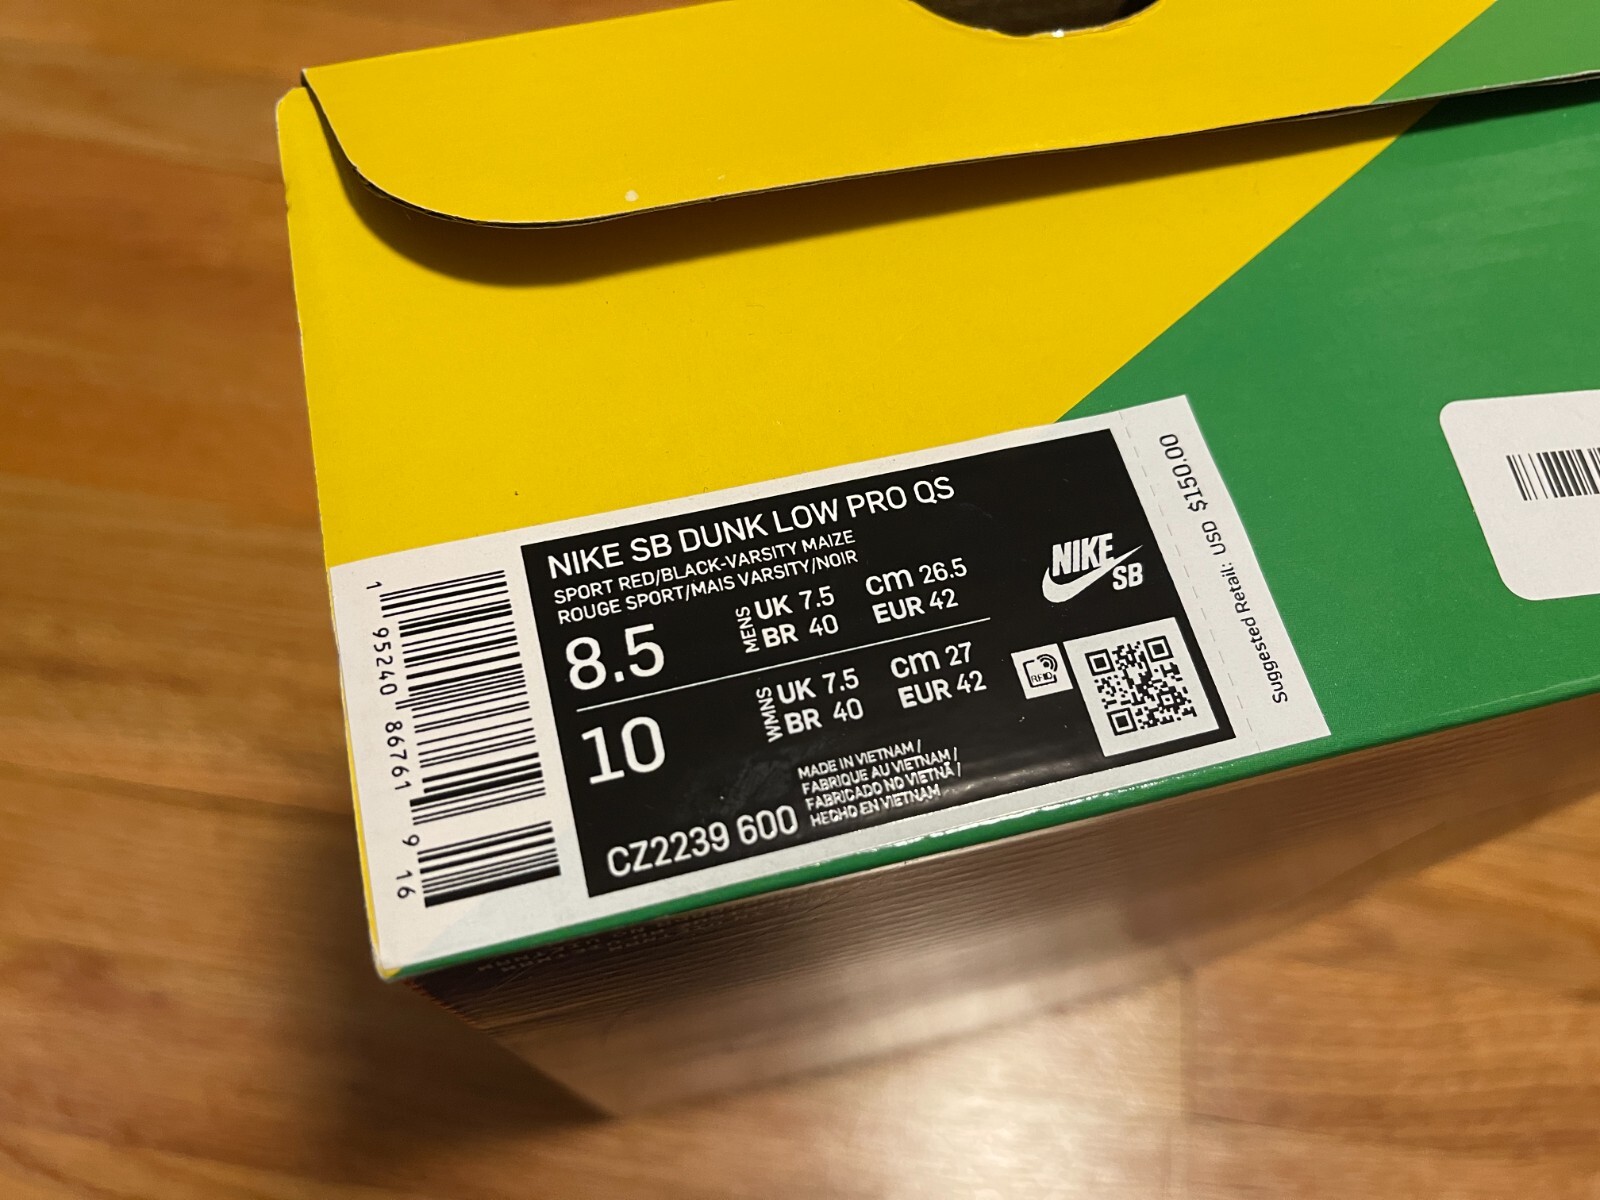 NIKE SB DUNK LOW PRO QS
SPORT RED/BLACK-VARSITY MAIZE
ROUGE SPORT/MAIS VARSITY/NOIR
8.5
MENS
UK 7.5
BR 40
cm 26.5
EUR 42
10
WMNS
UK 7.5
BR 40
cm 27
EUR 42
CZ2239 600
MADE IN VIETNAM /
FABRIQUE AU VIETNAM /
FABRICADO NO VIETNÃ /
HECHO EN VIETNAM
NIKE
SB
RFID
Suggested Retail: USD $150.00
1 95240 86761 9 16